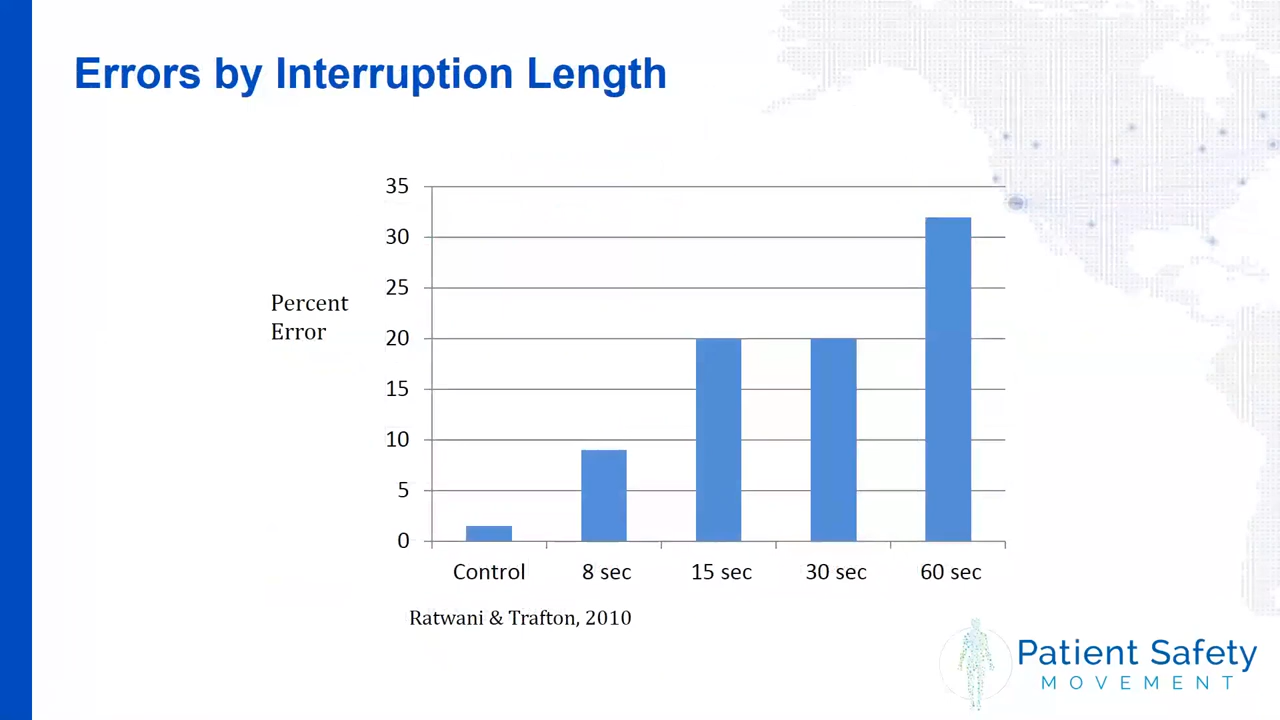 Errors by Interruption Length
35
30
25
20
15
10
5
0
Percent
Error
Control 8 sec 15 sec 30 sec 60 sec
Ratwani & Trafton, 2010
Patient Safety
MOVEMENT